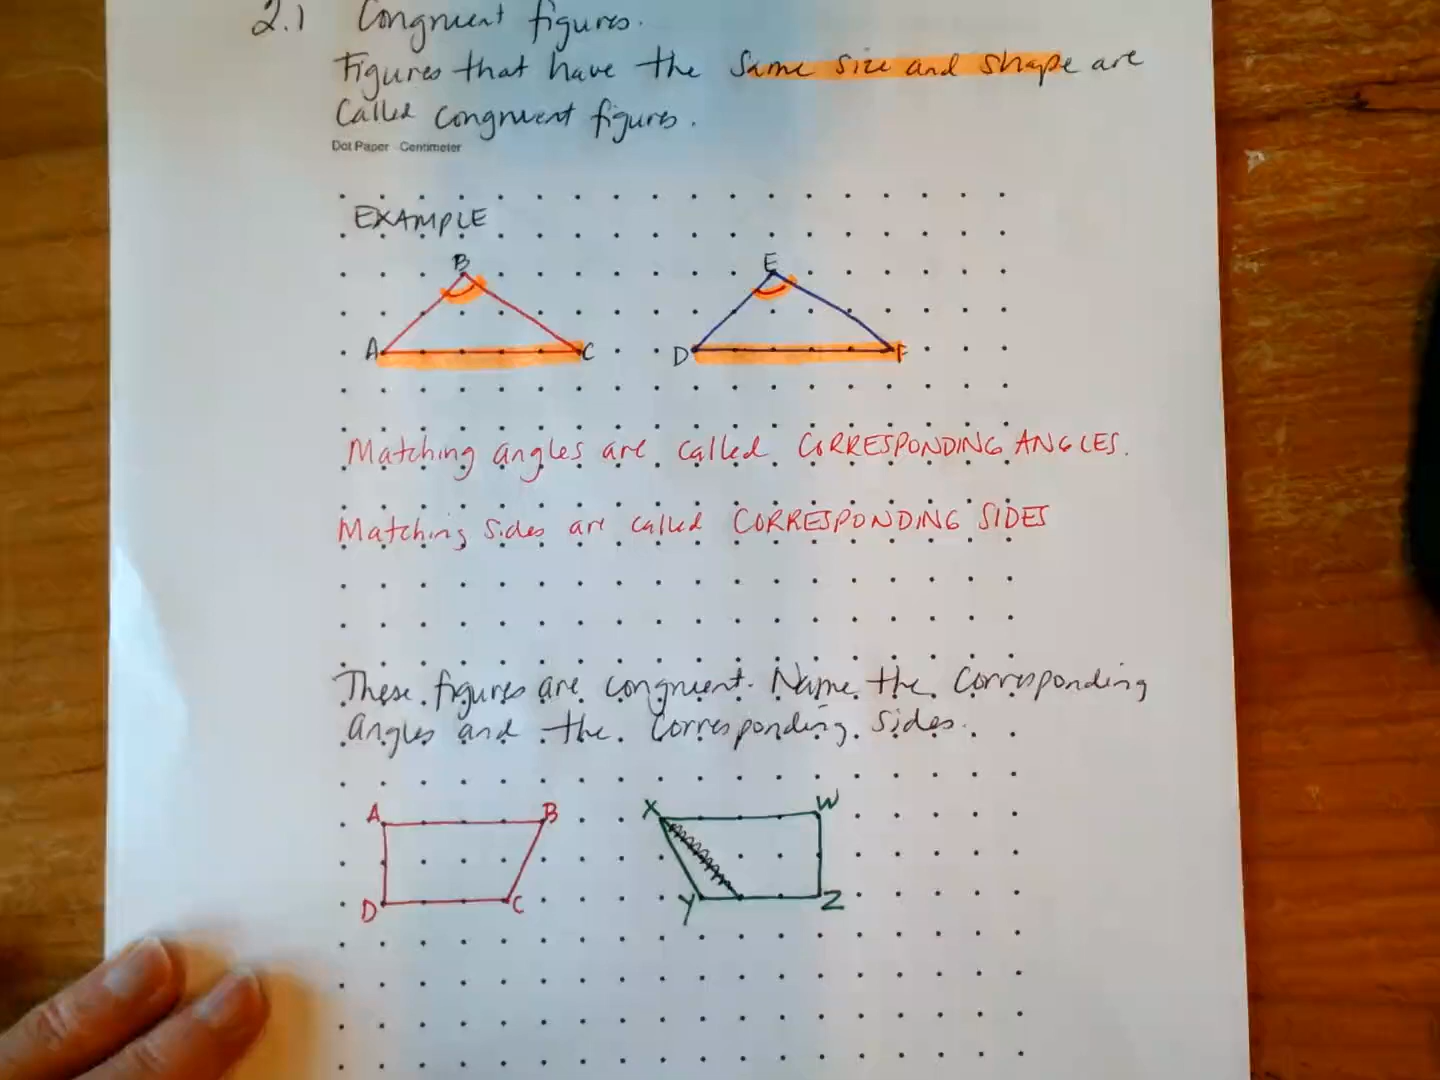 2.1 Congruent figures.
Figures that have the same size and shape are
called congruent figures.
Dot Paper - Centimeter
EXAMPLE
B E
A C D F
Matching angles are called CORRESPONDING ANGLES.
Matching sides are called CORRESPONDING SIDES
These figures are congruent. Name the corresponding
angles and the corresponding sides.
A B X W
D C Y Z